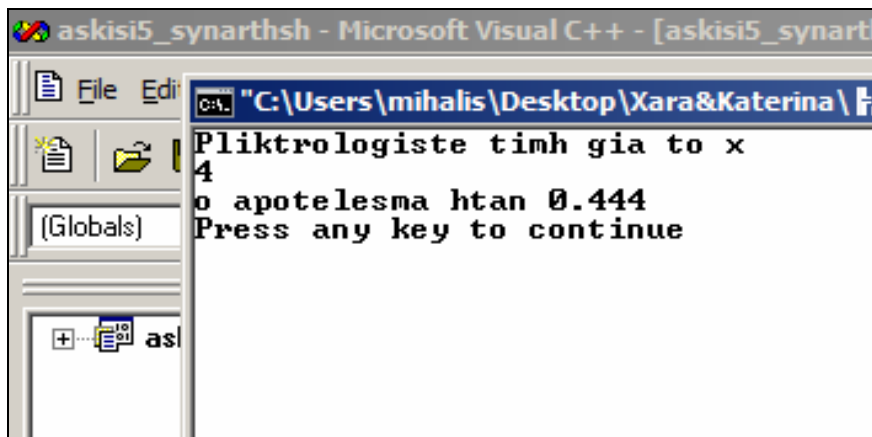 askisi5_synarthsh - Microsoft Visual C++ - [askisi5_synart
File Edi
"C:\Users\mihalis\Desktop\Xara&Katerina\
Pliktrologiste timh gia to x
4
o apotelesma htan 0.444
Press any key to continue
(Globals)
as